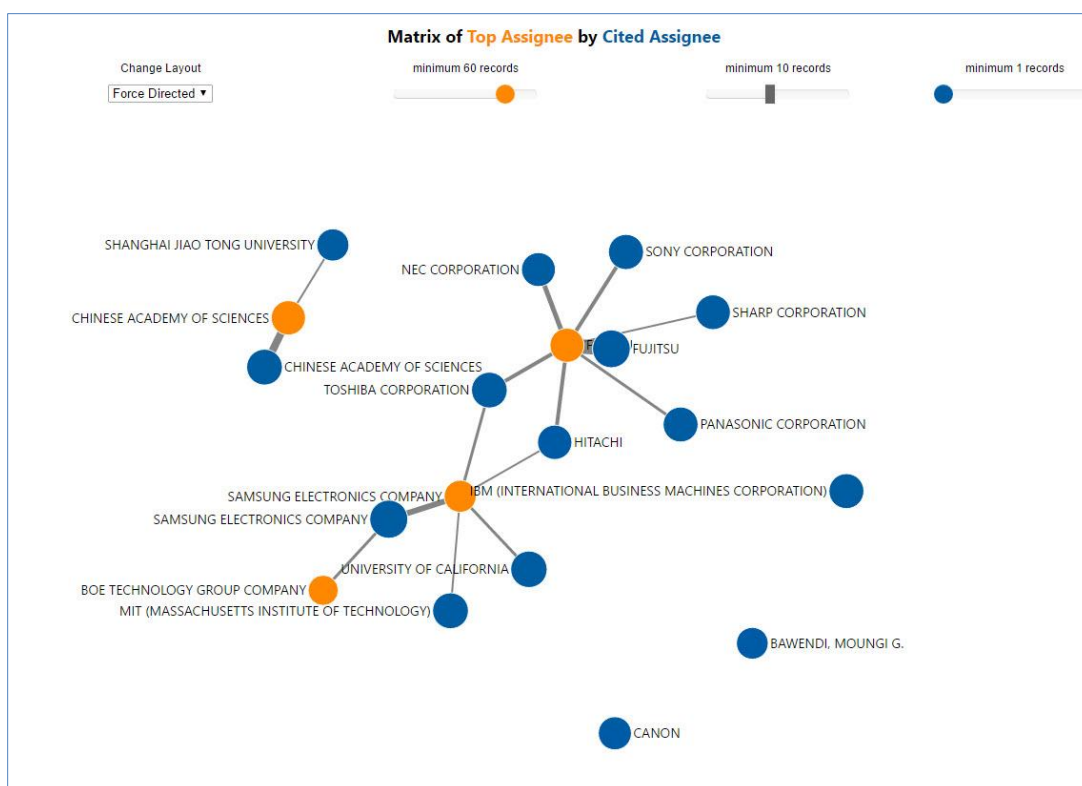 Matrix of Top Assignee by Cited Assignee
Change Layout
minimum 60 records
minimum 10 records
minimum 1 records
Force Directed
SHANGHAI JIAO TONG UNIVERSITY
SONY CORPORATION
NEC CORPORATION
SHARP CORPORATION
CHINESE ACADEMY OF SCIENCES
FUJITSU
CHINESE ACADEMY OF SCIENCES
TOSHIBA CORPORATION
PANASONIC CORPORATION
HITACHI
IBM (INTERNATIONAL BUSINESS MACHINES CORPORATION)
SAMSUNG ELECTRONICS COMPANY
SAMSUNG ELECTRONICS COMPANY
UNIVERSITY OF CALIFORNIA
BOE TECHNOLOGY GROUP COMPANY
MIT (MASSACHUSETTS INSTITUTE OF TECHNOLOGY)
BAWENDI, MOUNGI G.
CANON